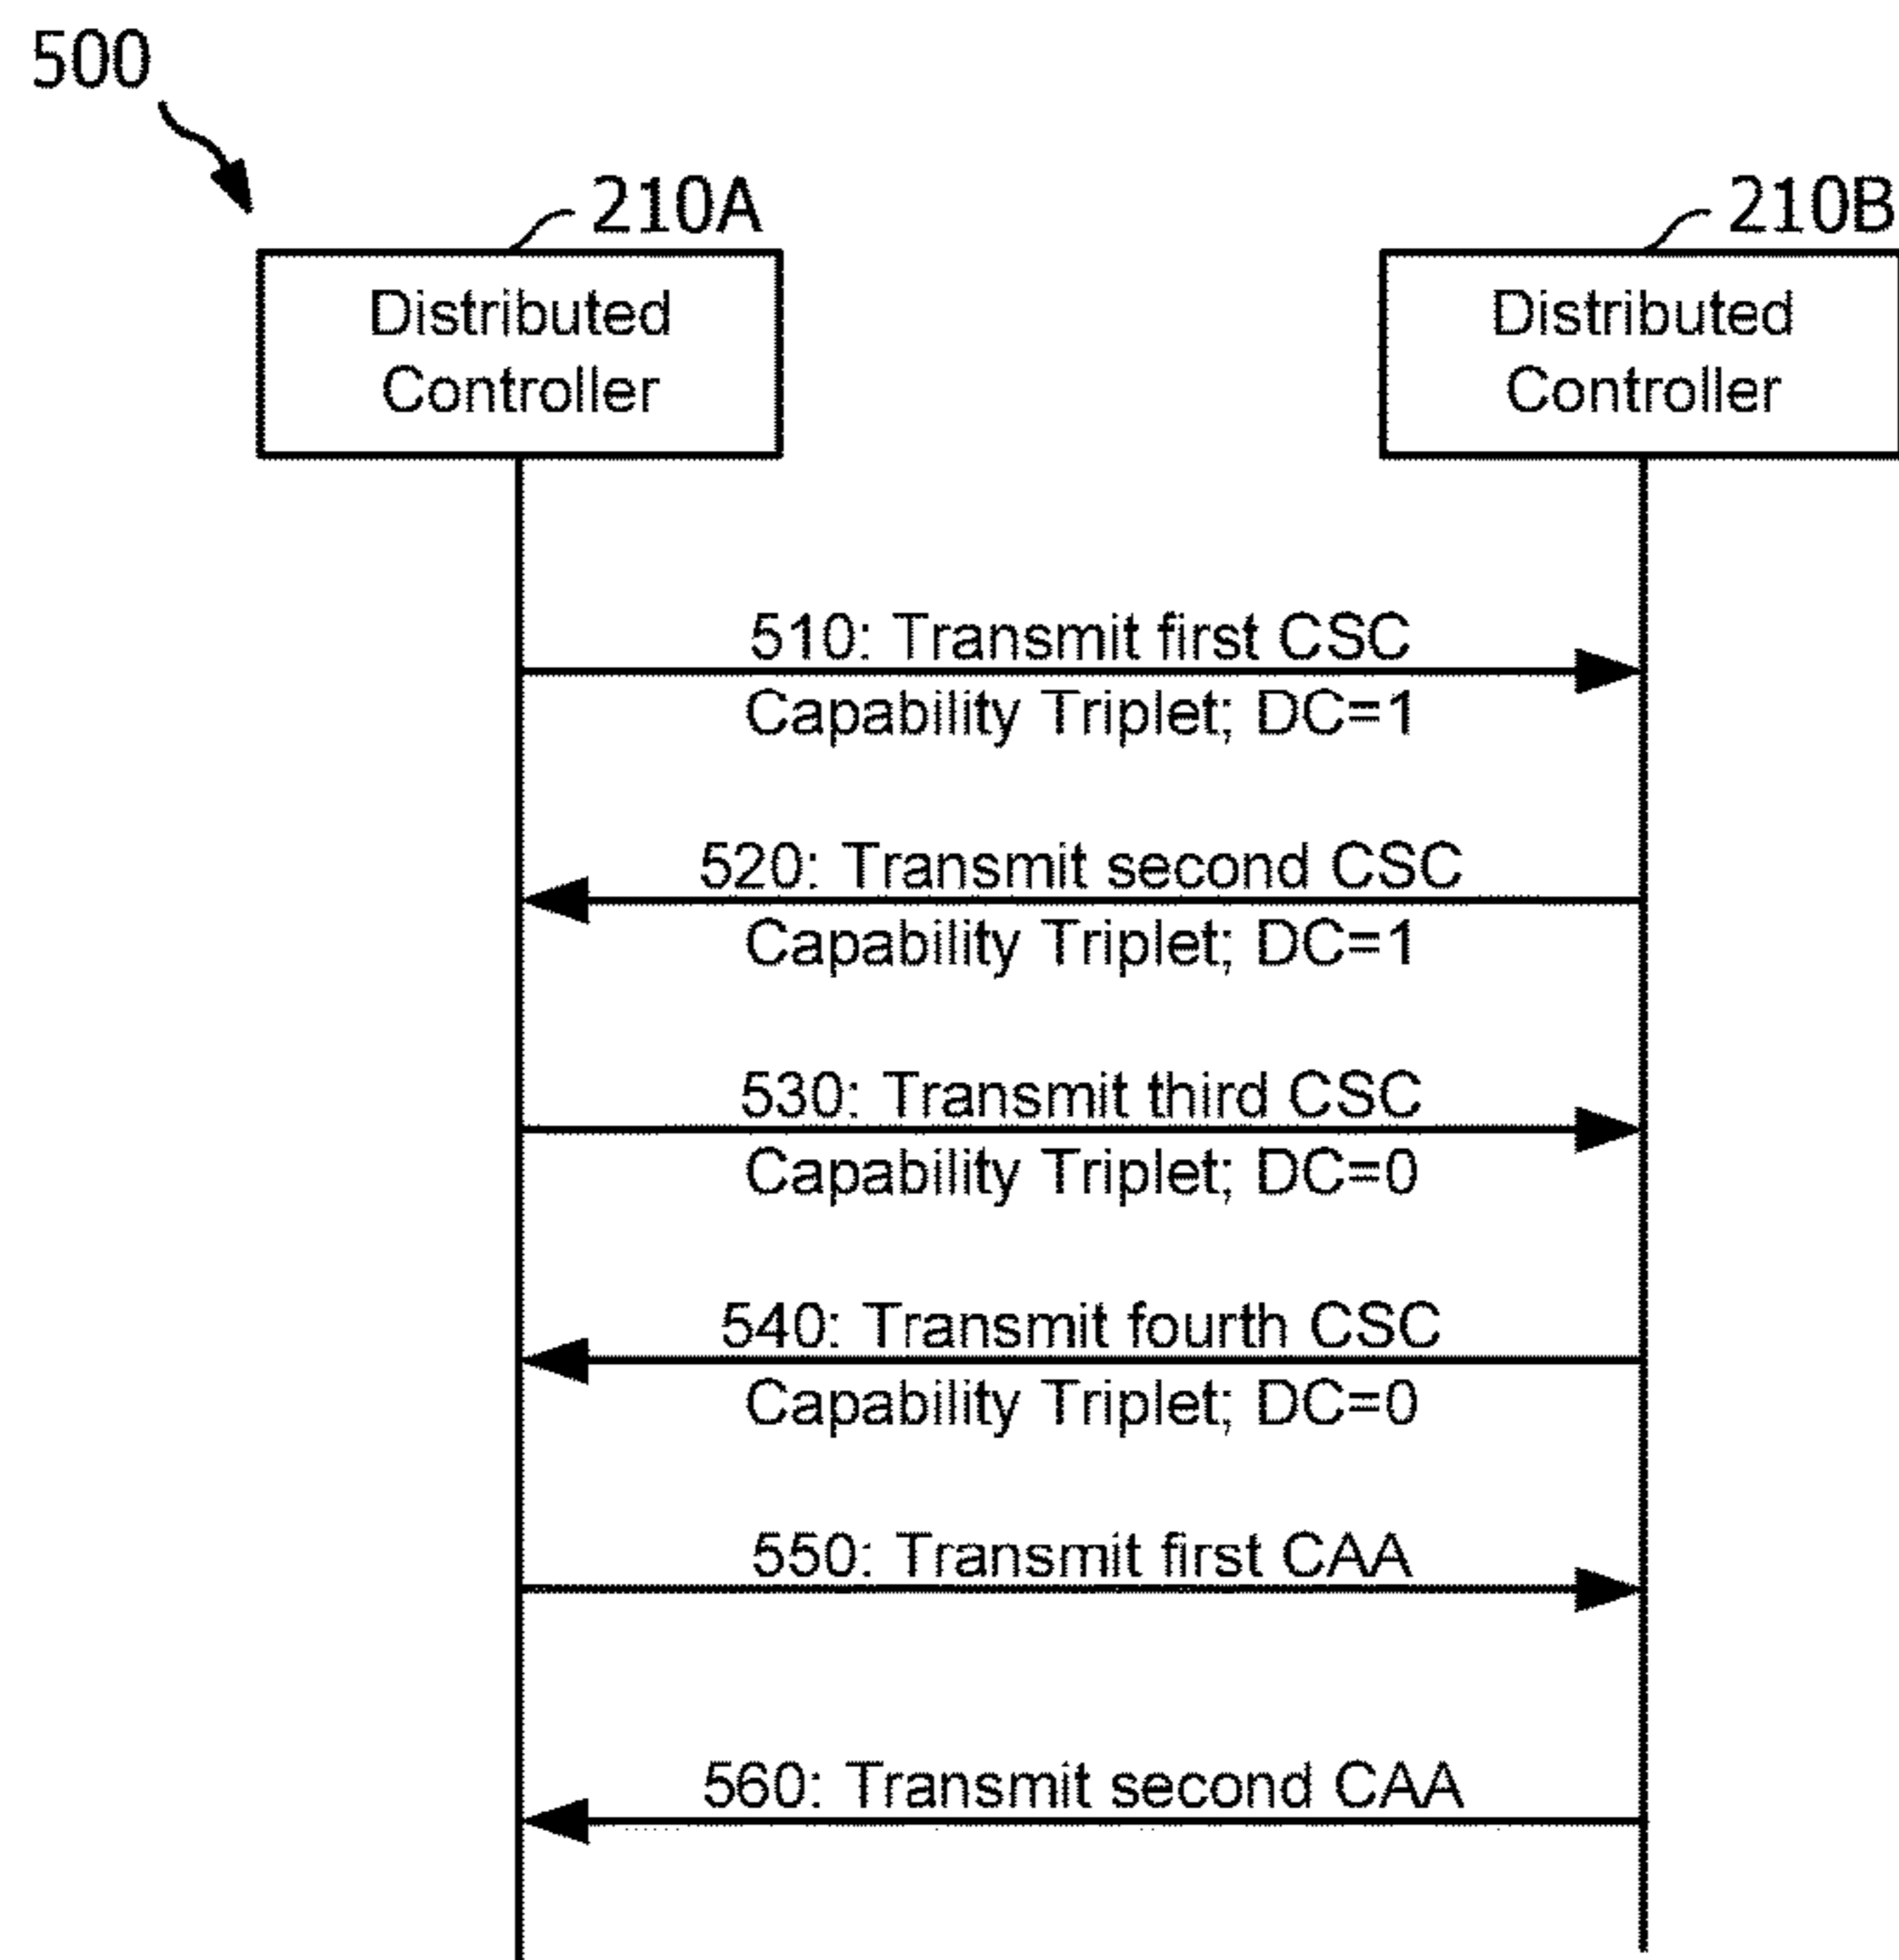 500
210A
210B
Distributed
Controller
Distributed
Controller
510: Transmit first CSC
Capability Triplet; DC=1
520: Transmit second CSC
Capability Triplet; DC=1
530: Transmit third CSC
Capability Triplet; DC=0
540: Transmit fourth CSC
Capability Triplet; DC=0
550: Transmit first CAA
560: Transmit second CAA